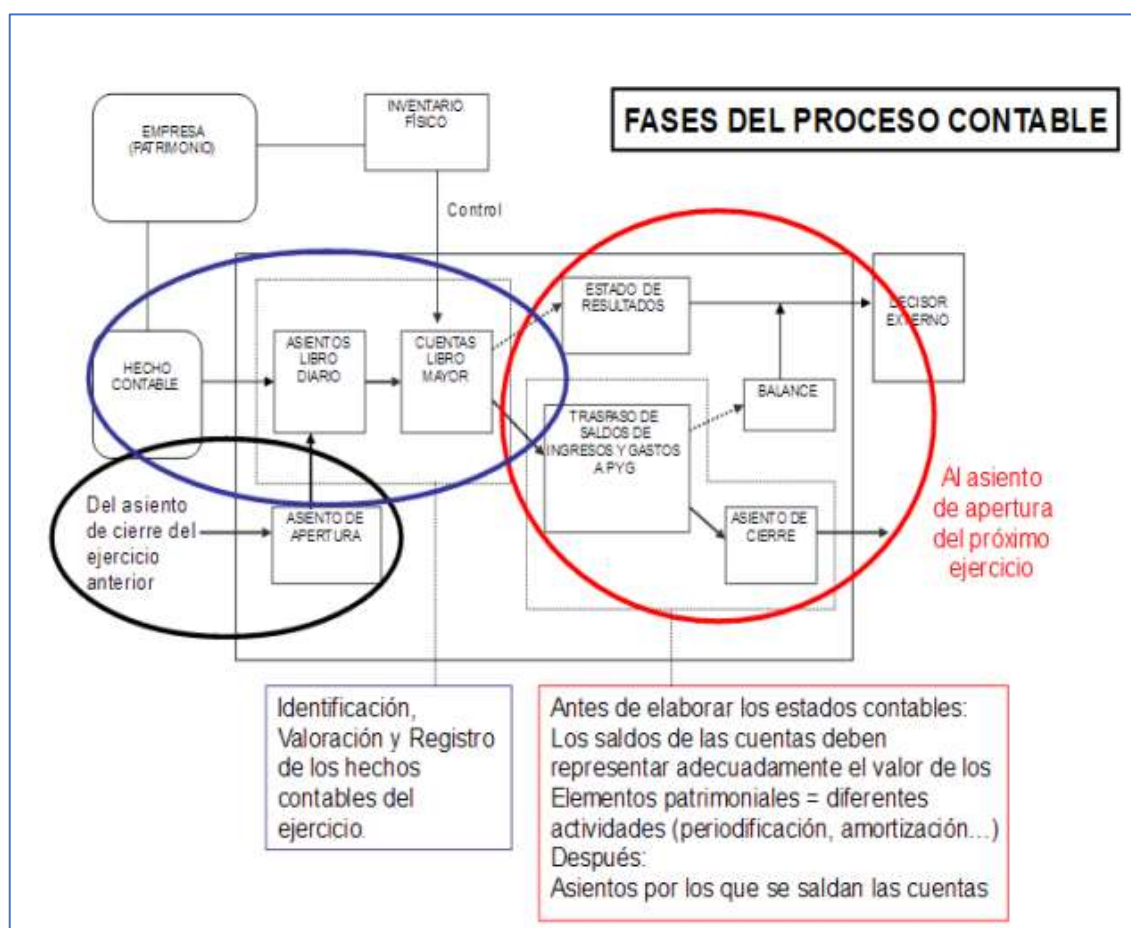 FASES DEL PROCESO CONTABLE
EMPRESA
(PATRIMONIO)
INVENTARIO
FÍSICO
Control
HECHO
CONTABLE
ASIENTOS
LIBRO
DIARIO
CUENTAS
LIBRO
MAYOR
ESTADO DE
RESULTADOS
DECISOR
EXTERNO
BALANCE
TRASPASO DE
SALDOS DE
INGRESOS Y GASTOS
A PYG
Del asiento
de cierre del
ejercicio
anterior
ASIENTO DE
APERTURA
ASIENTO DE
CIERRE
Al asiento
de apertura
del próximo
ejercicio
Identificación,
Valoración y Registro
de los hechos
contables del
ejercicio.
Antes de elaborar los estados contables:
Los saldos de las cuentas deben
representar adecuadamente el valor de los
Elementos patrimoniales = diferentes
actividades (periodificación, amortización...)
Después:
Asientos por los que se saldan las cuentas